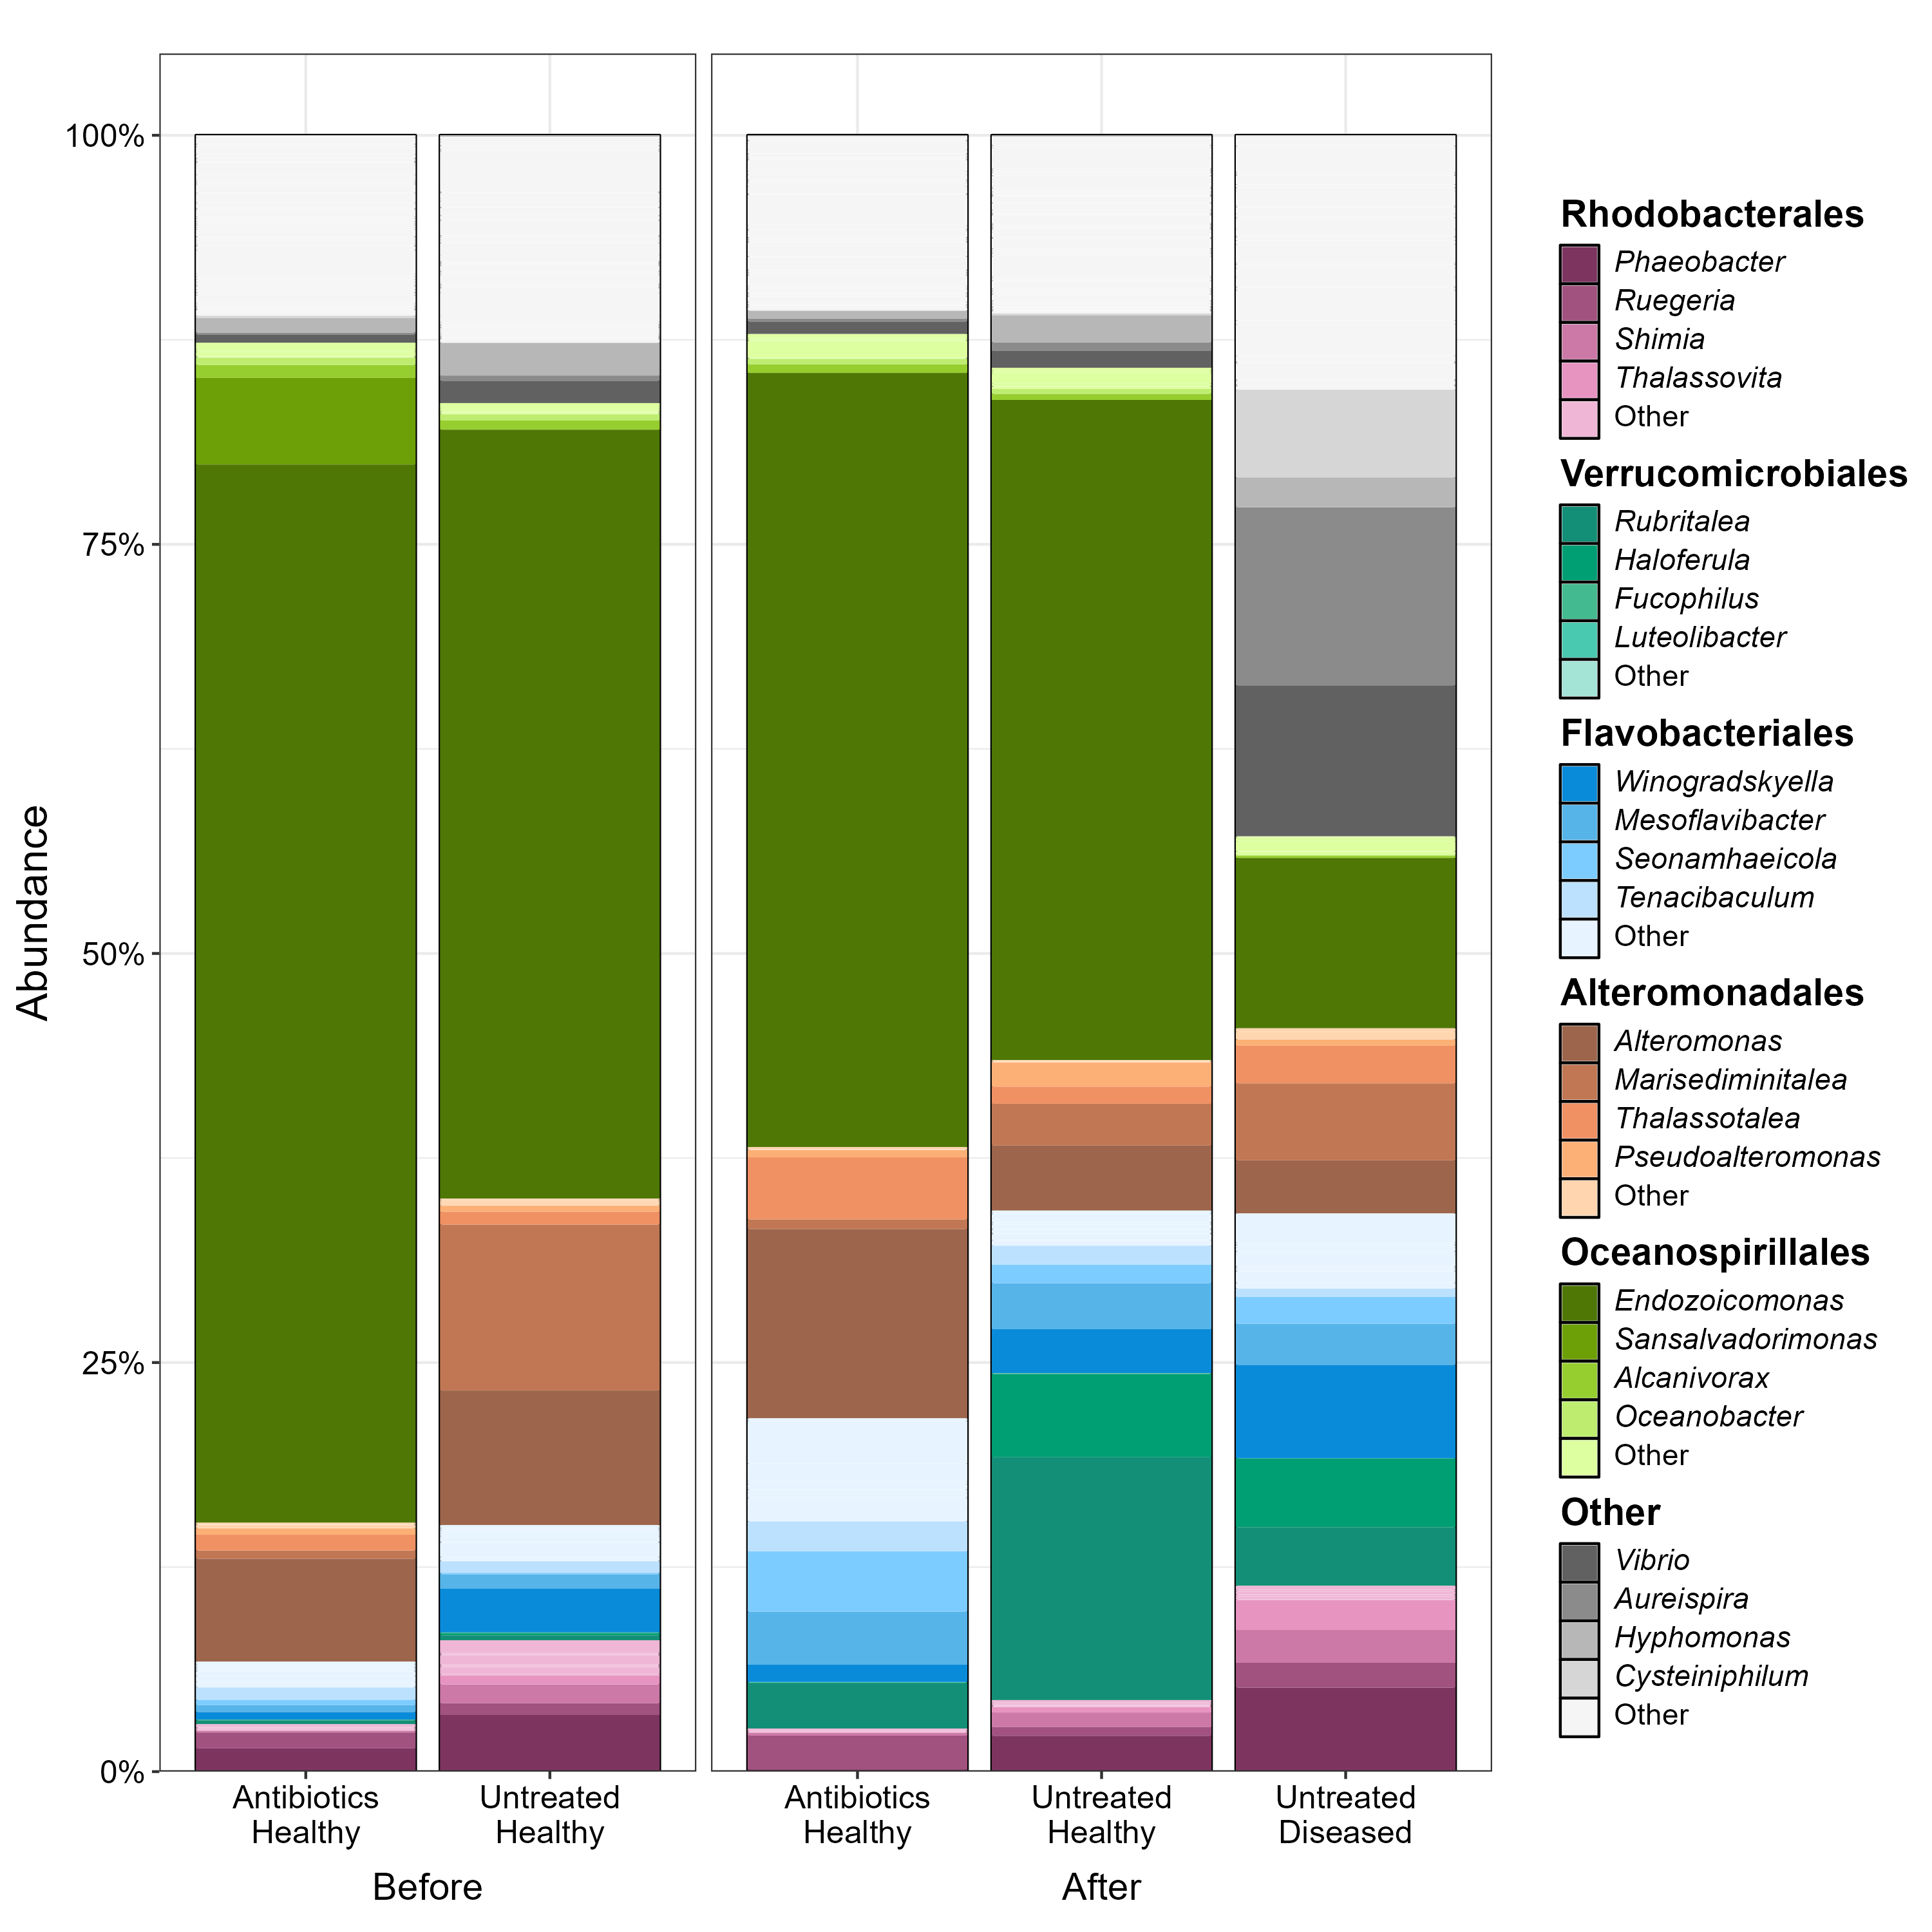 100%
75%
50%
25%
0%
Abundance
Antibiotics
Healthy
Untreated
Healthy
Antibiotics
Healthy
Untreated
Healthy
Untreated
Diseased
Before
After
Rhodobacterales
Phaeobacter
Ruegeria
Shimia
Thalassovita
Other
Verrucomicrobiales
Rubritalea
Haloferula
Fucophilus
Luteolibacter
Other
Flavobacteriales
Winogradskyella
Mesoflavibacter
Seonamhaeicola
Tenacibaculum
Other
Alteromonadales
Alteromonas
Marisediminitalea
Thalassotalea
Pseudoalteromonas
Other
Oceanospirillales
Endozoicomonas
Sansalvadorimonas
Alcanivorax
Oceanobacter
Other
Other
Vibrio
Aureispira
Hyphomonas
Cysteiniphilum
Other